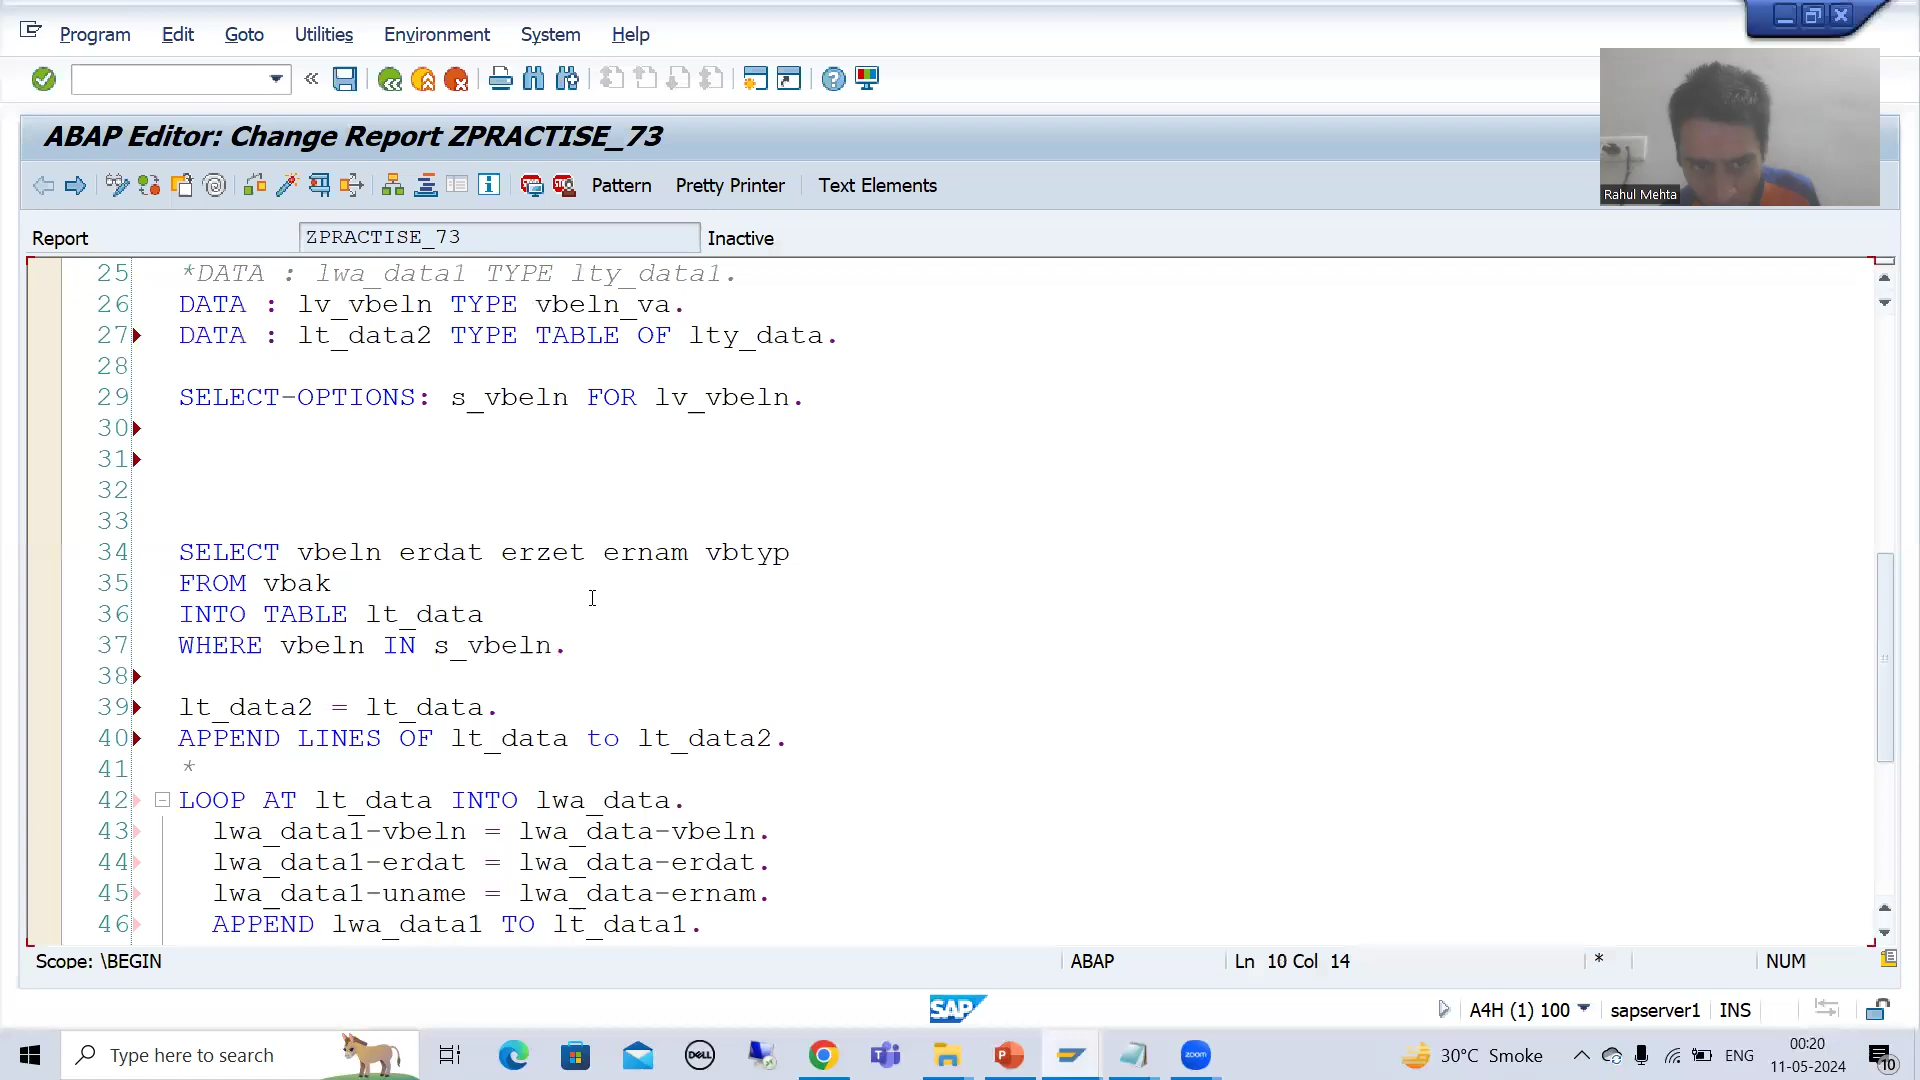 Program Edit Goto Utilities Environment System Help
ABAP Editor: Change Report ZPRACTISE_73
Pattern Pretty Printer Text Elements
Rahul Mehta
Report ZPRACTISE_73 Inactive
25 *DATA : lwa_data1 TYPE lty_data1.
26 DATA : lv_vbeln TYPE vbeln_va.
27 DATA : lt_data2 TYPE TABLE OF lty_data.
28
29 SELECT-OPTIONS: s_vbeln FOR lv_vbeln.
30
31
32
33
34 SELECT vbeln erdat erzet ernam vbtyp
35 FROM vbak
36 INTO TABLE lt_data
37 WHERE vbeln IN s_vbeln.
38
39 lt_data2 = lt_data.
40 APPEND LINES OF lt_data to lt_data2.
41 *
42 LOOP AT lt_data INTO lwa_data.
43 lwa_data1-vbeln = lwa_data-vbeln.
44 lwa_data1-erdat = lwa_data-erdat.
45 lwa_data1-uname = lwa_data-ernam.
46 APPEND lwa_data1 TO lt_data1.
Scope: \BEGIN ABAP Ln 10 Col 14 * NUM
SAP A4H (1) 100 sapserver1 INS
Type here to search DELL zoom 30°C Smoke ENG 00:20
11-05-2024 10